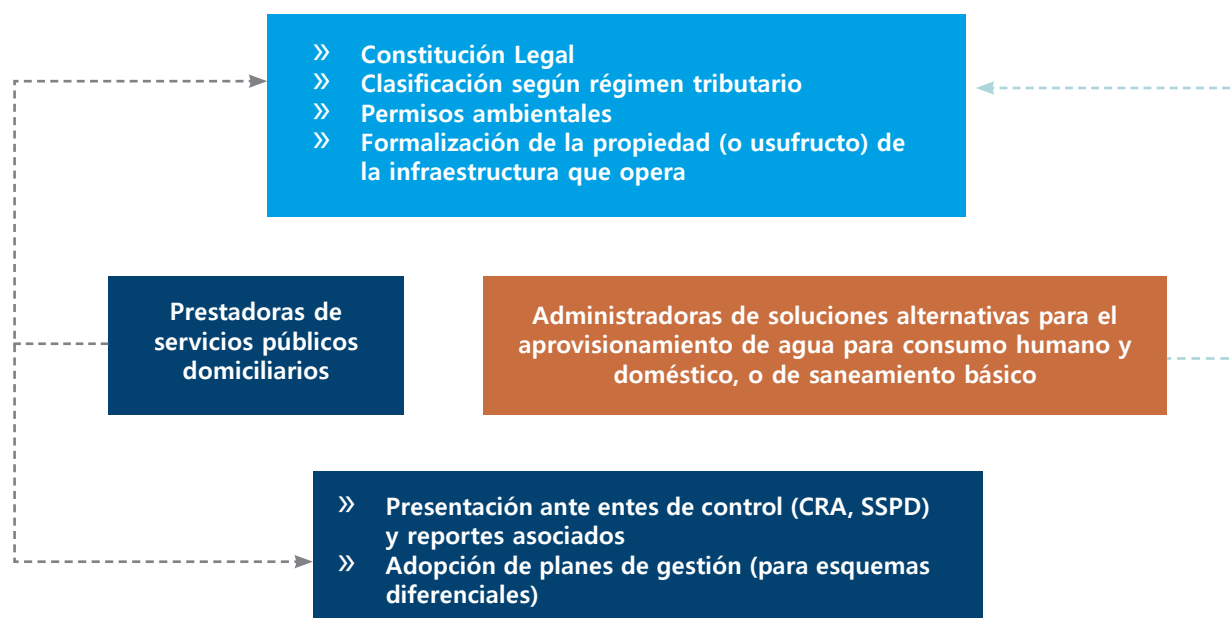 » Constitución Legal
» Clasificación según régimen tributario
» Permisos ambientales
» Formalización de la propiedad (o usufructo) de
la infraestructura que opera
Prestadoras de
servicios públicos
domiciliarios
Administradoras de soluciones alternativas para el
aprovisionamiento de agua para consumo humano y
doméstico, o de saneamiento básico
» Presentación ante entes de control (CRA, SSPD)
y reportes asociados
» Adopción de planes de gestión (para esquemas
diferenciales)